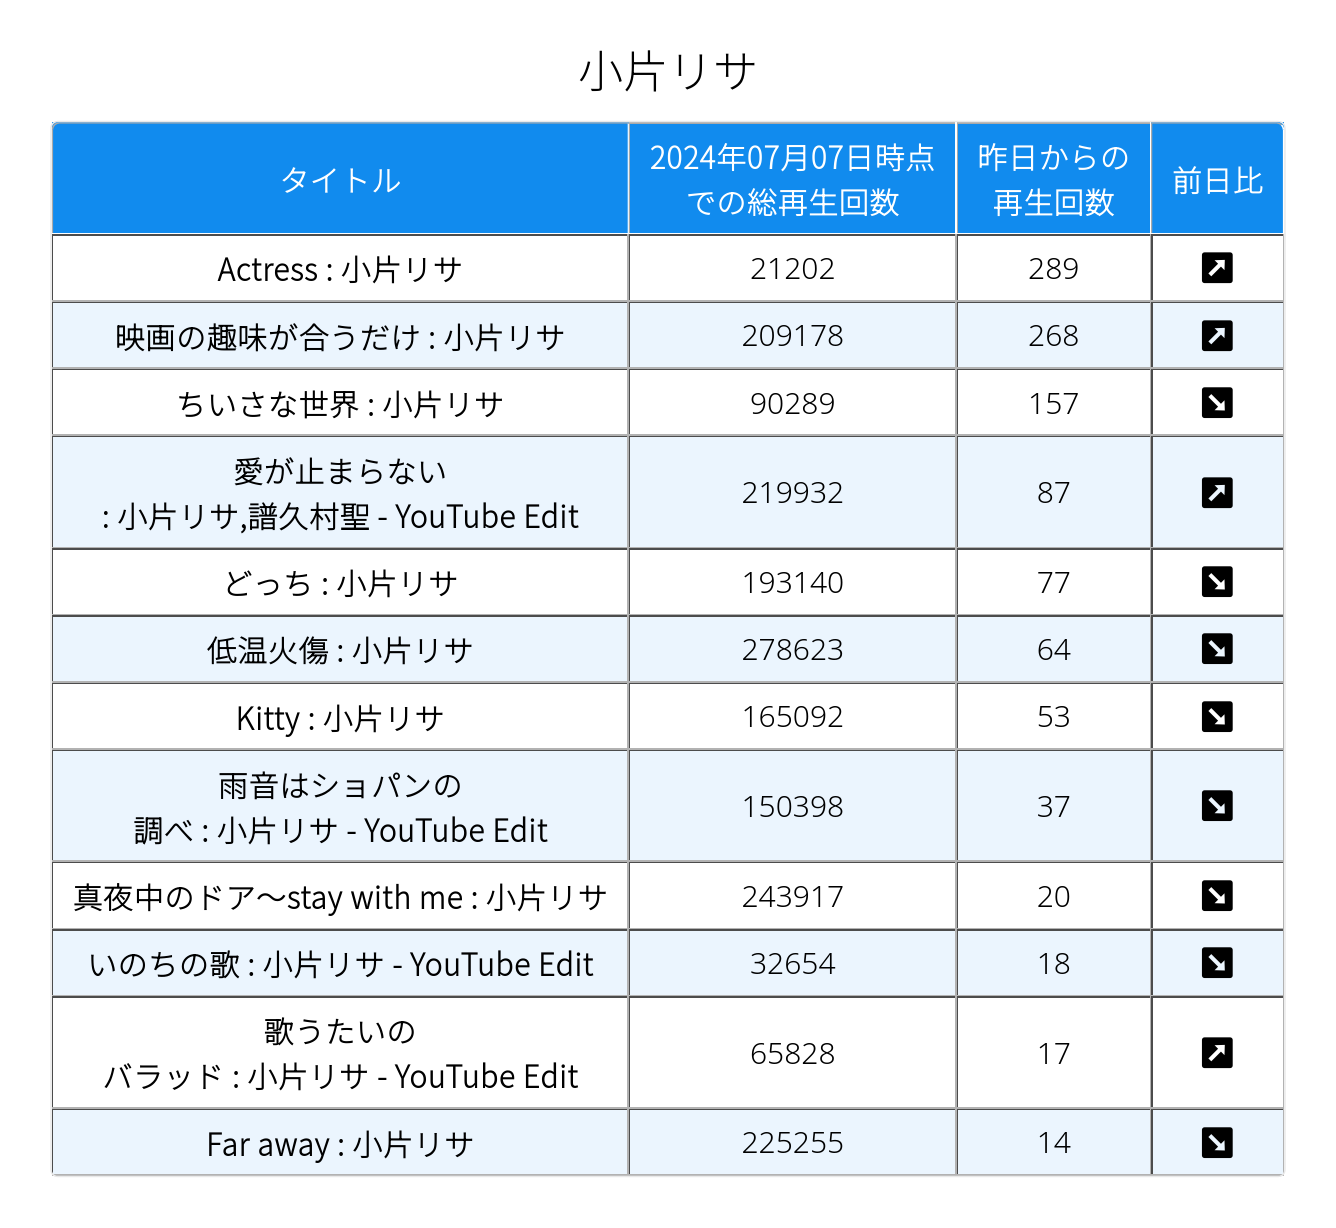 小片リサ
タイトル
2024年07月07日時点
での総再生回数
昨日からの
再生回数
前日比
Actress : 小片リサ
21202
289
映画の趣味が合うだけ : 小片リサ
209178
268
ちいさな世界 : 小片リサ
90289
157
愛が止まらない
: 小片リサ,譜久村聖 - YouTube Edit
219932
87
どっち : 小片リサ
193140
77
低温火傷 : 小片リサ
278623
64
Kitty : 小片リサ
165092
53
雨音はショパンの
調べ : 小片リサ - YouTube Edit
150398
37
真夜中のドア〜stay with me : 小片リサ
243917
20
いのちの歌 : 小片リサ - YouTube Edit
32654
18
歌うたいの
バラッド : 小片リサ - YouTube Edit
65828
17
Far away : 小片リサ
225255
14